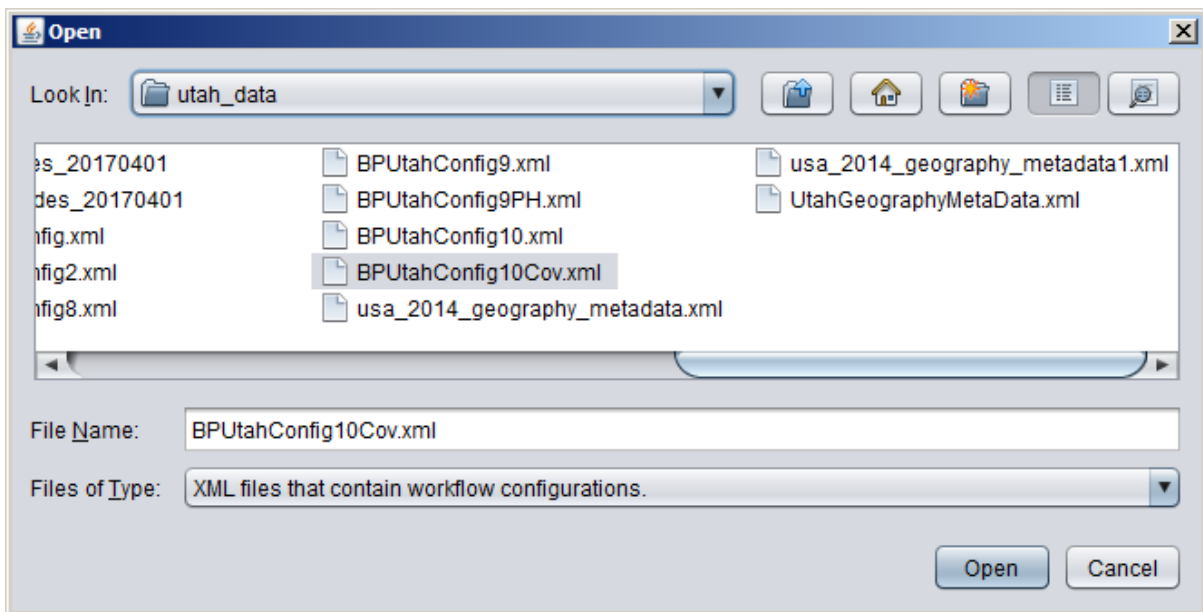 Open
Look In: utah_data
es_20170401 BPUtahConfig9.xml usa_2014_geography_metadata1.xml
des_20170401 BPUtahConfig9PH.xml UtahGeographyMetaData.xml
nfig.xml BPUtahConfig10.xml
nfig2.xml BPUtahConfig10Cov.xml
nfig8.xml usa_2014_geography_metadata.xml
File Name: BPUtahConfig10Cov.xml
Files of Type: XML files that contain workflow configurations.
Open Cancel